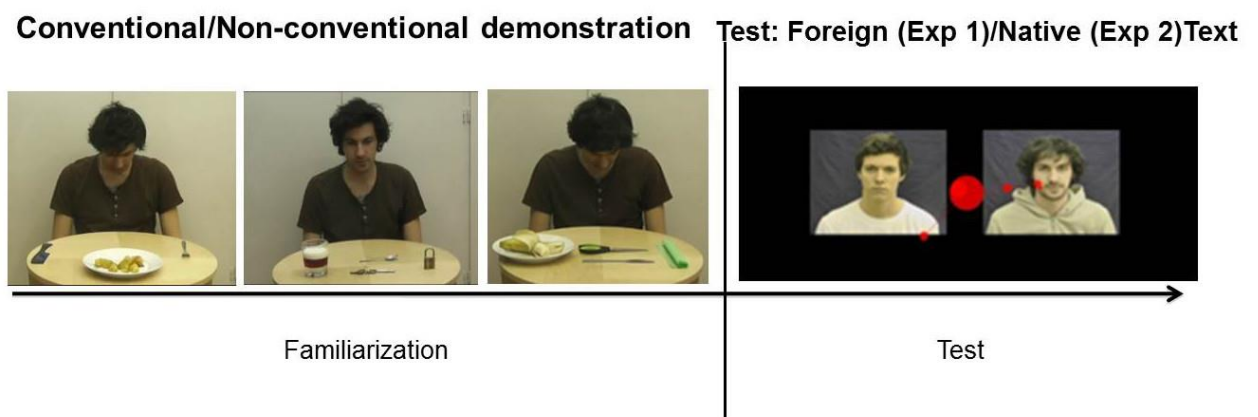 Conventional/Non-conventional demonstration
Test: Foreign (Exp 1)/Native (Exp 2)Text
Familiarization
Test